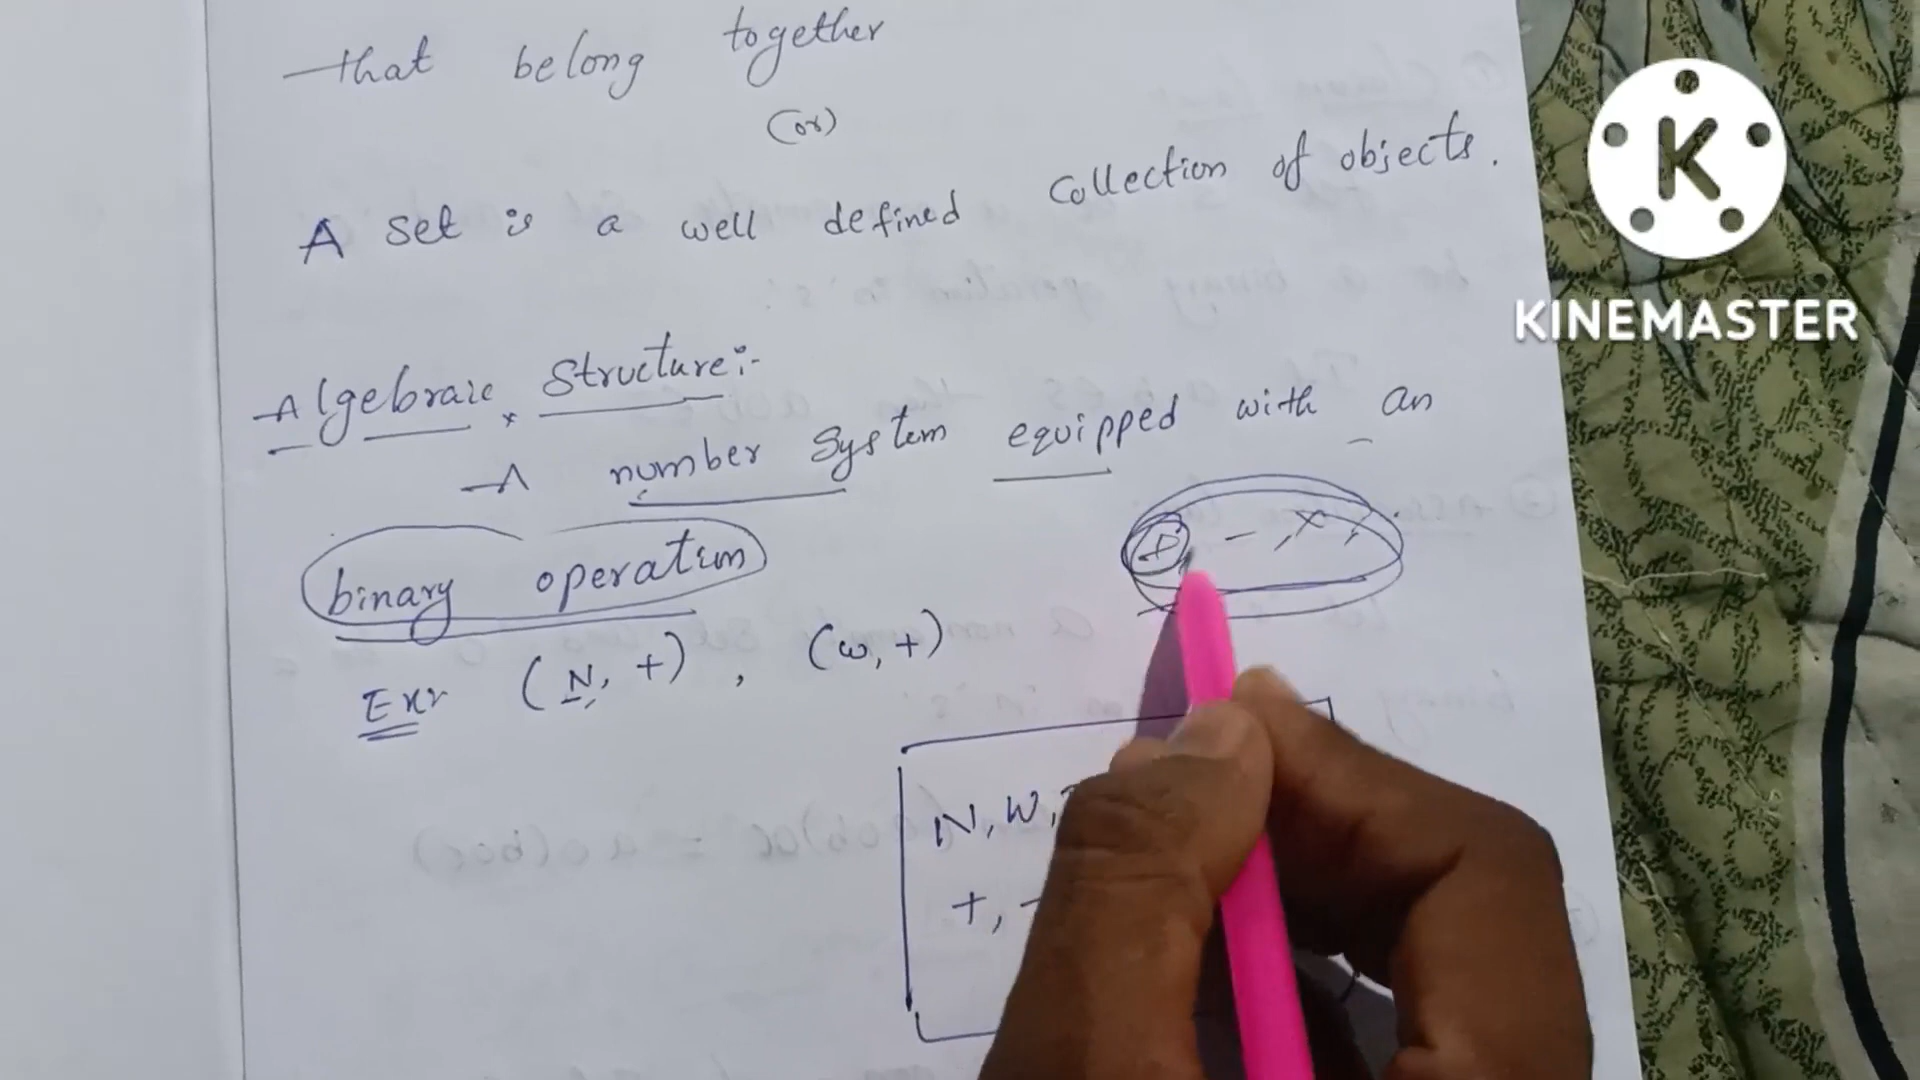 that belong together
(or)
A set is a well defined collection of objects.
Algebraic Structure:-
A number System equipped with an
binary operation
+, -, ×,
Exr (N, +), (w, +)
N, W,
+, -
K
KINEMASTER